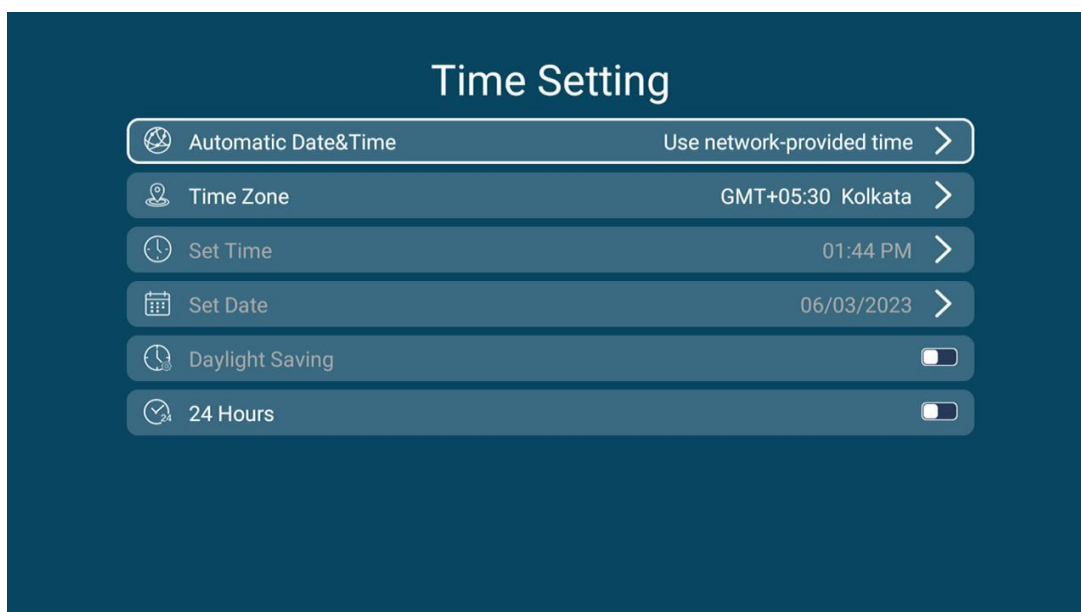 Time Setting
Automatic Date&Time Use network-provided time
Time Zone GMT+05:30 Kolkata
Set Time 01:44 PM
Set Date 06/03/2023
Daylight Saving
24 24 Hours